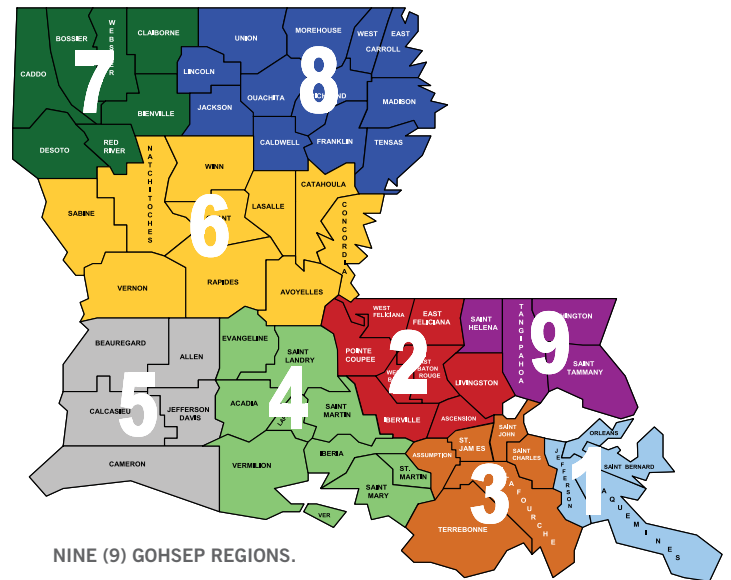 WEBSTER
BOSSIER
CLAIBORNE
CADDO
7
BIENVILLE
DESOTO
RED
RIVER
UNION
MOREHOUSE
WEST
EAST
CARROLL
LINCOLN
8
OUACHITA
JACKSON
MADISON
CALDWELL
FRANKLIN
TENSAS
NATCHITOCHES
WINN
CATAHOULA
SABINE
6
LASALLE
CONCORDIA
VERNON
RAPIDES
AVOYELLES
BEAUREGARD
ALLEN
5
CALCASIEU
JEFFERSON
DAVIS
CAMERON
EVANGELINE
SAINT
LANDRY
4
ACADIA
SAINT
MARTIN
VERMILION
IBERIA
ST.
MARTIN
SAINT
MARY
VER
WEST
FELICIANA
EAST
FELICIANA
POINTE
COUPEE
2
BATON
ROUGE
LIVINGSTON
IBERVILLE
ASCENSION
SAINT
HELENA
TANGIPAHOA
9
SAINT
TAMMANY
ASSUMPTION
ST.
JAMES
SAINT
JOHN
SAINT
CHARLES
3
TERREBONNE
JEFFERSON
ORLEANS
SAINT BERNARD
1
NINE (9) GOHSEP REGIONS.